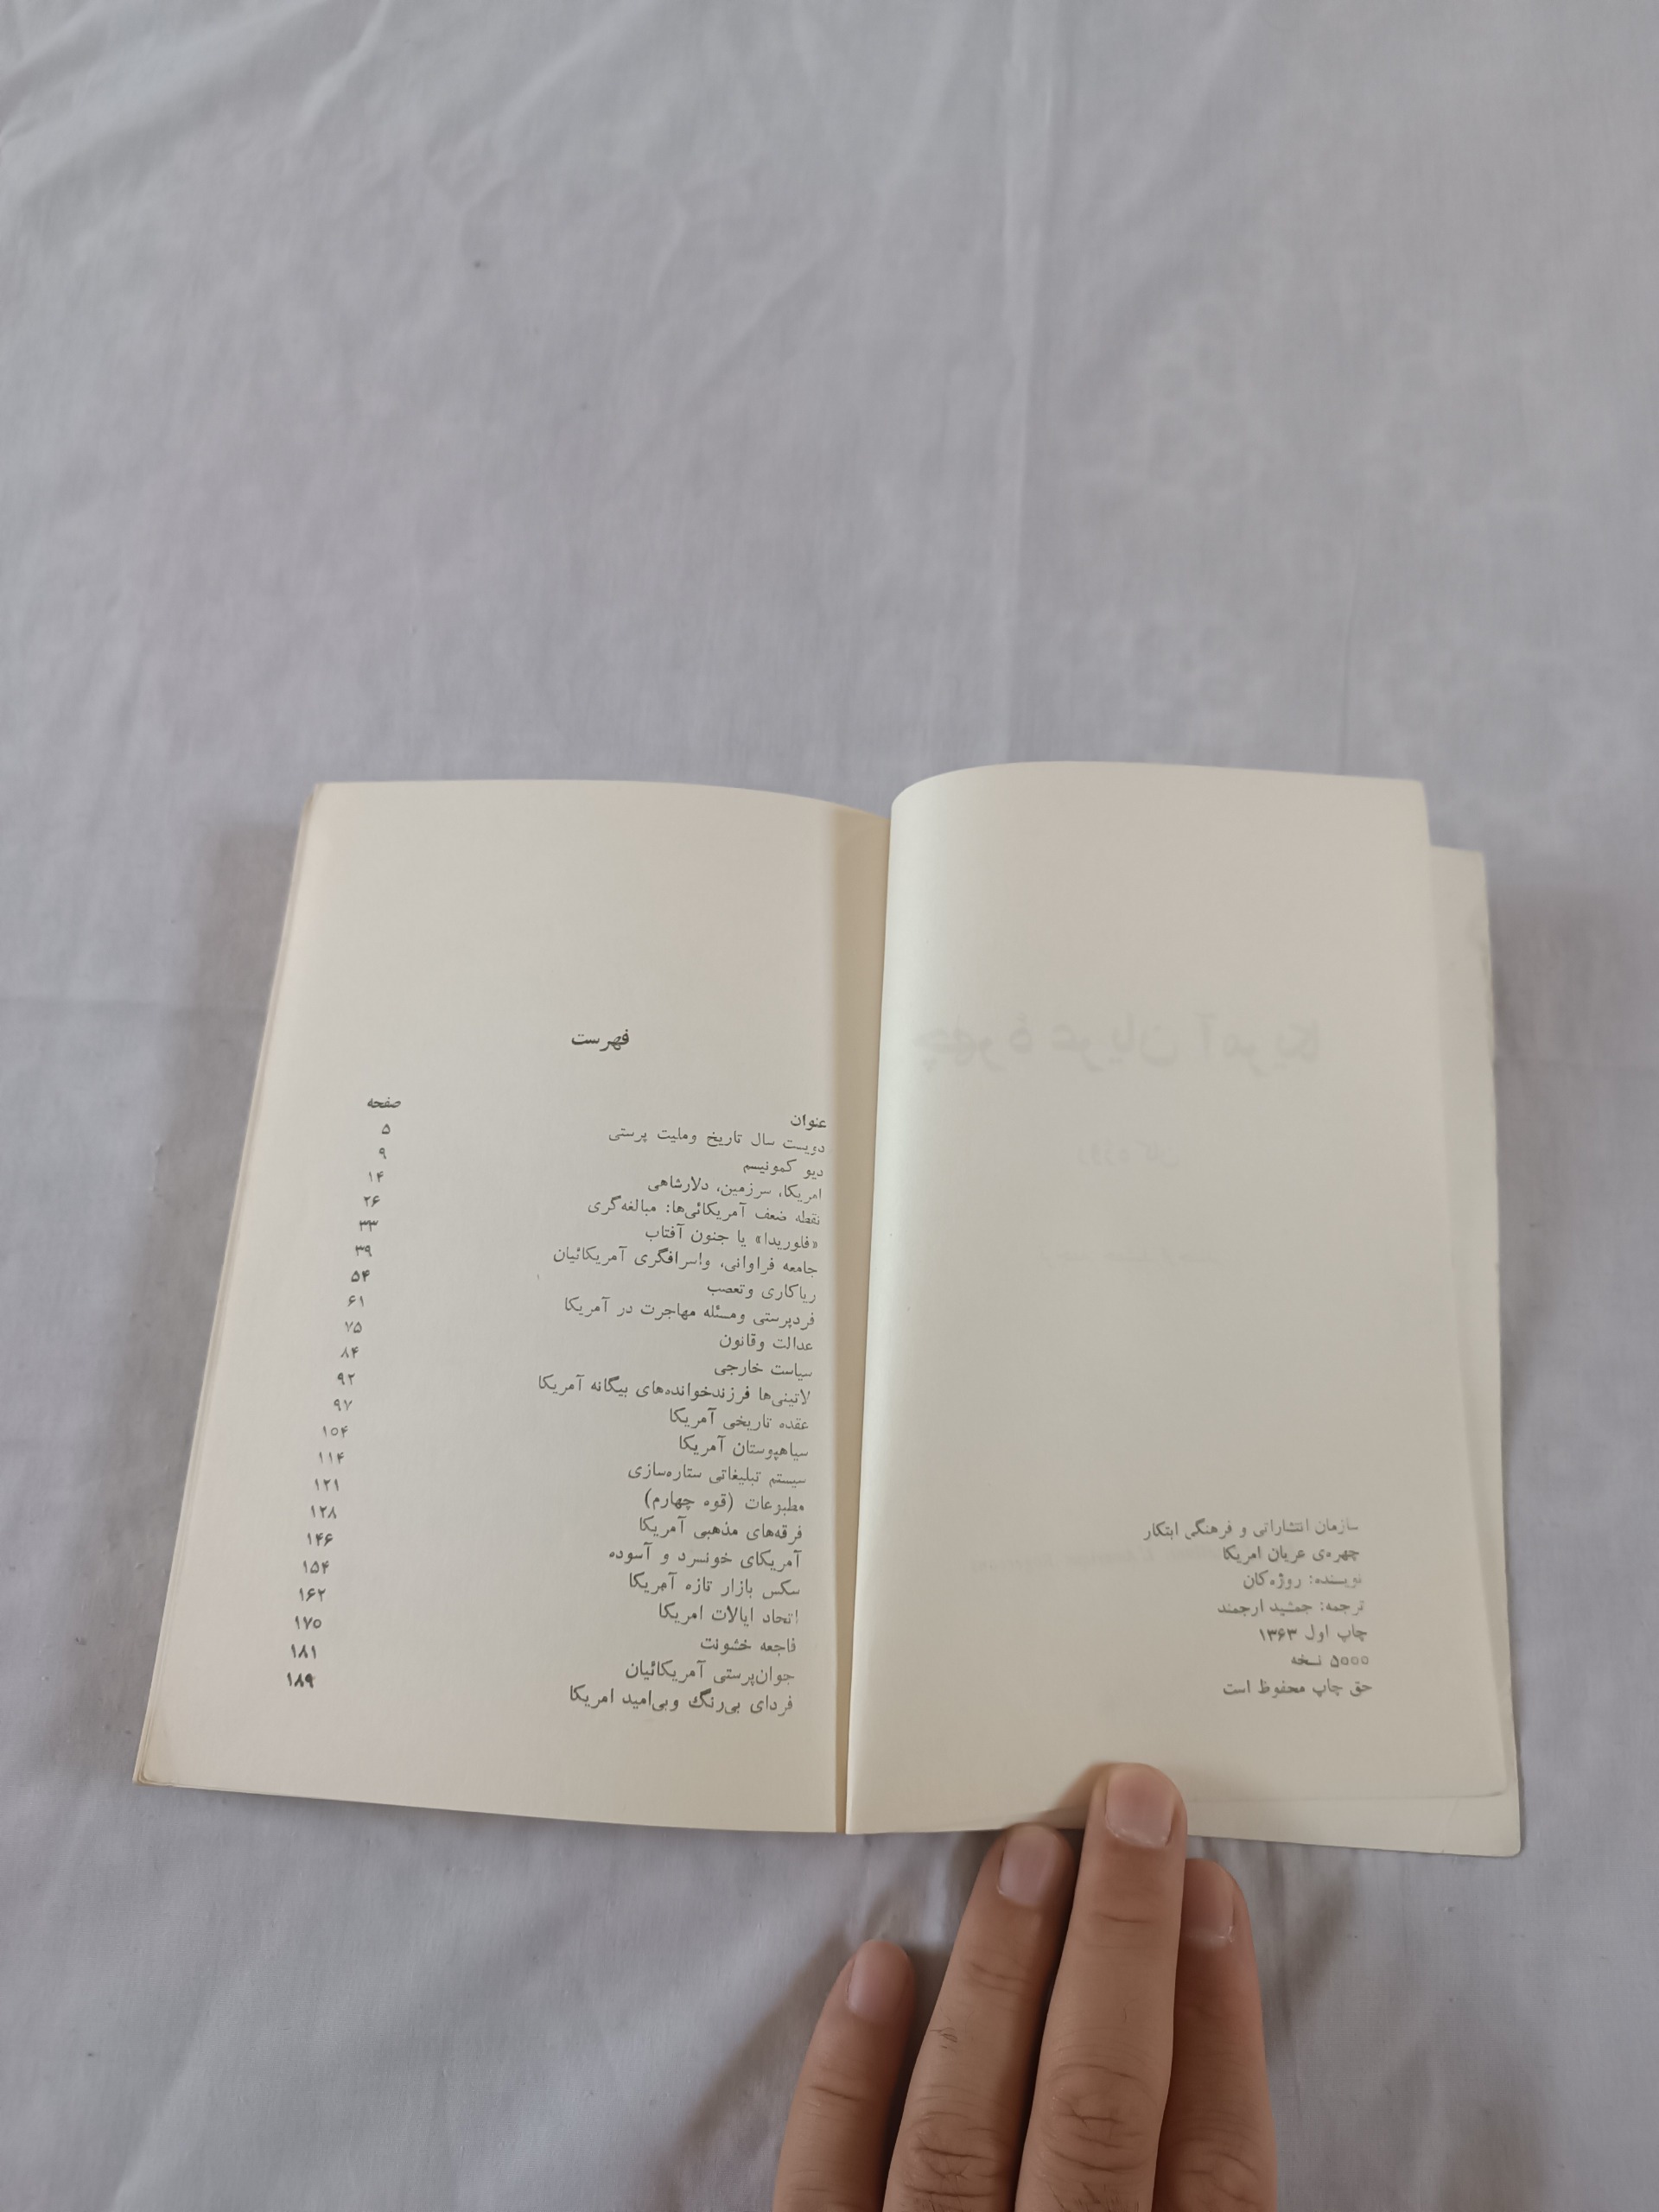 سازمان انتشاراتی و فرهنگی ابتکار
چهره‌ی عریان امریکا
نویسنده: روژه‌کان
ترجمه: جمشید ارجمند
چاپ اول ۱۳۶۳
۵۰۰۰ نسخه
حق چاپ محفوظ است
فهرست
عنوان صفحه
دویست سال تاریخ وملیت پرستی ۵
دیو کمونیسم ۹
امریکا، سرزمین، دلارشاهی ۱۴
نقطه ضعف آمریکائی‌ها: مبالغه‌گری ۲۶
«فلوریدا» یا جنون آفتاب ۳۳
جامعه فراوانی، واسرافگری آمریکائیان ۳۹
ریاکاری وتعصب ۵۴
فردپرستی ومسئله مهاجرت در آمریکا ۶۱
عدالت وقانون ۷۵
سیاست خارجی ۸۴
لاتینی‌ها فرزندخوانده‌های بیگانه آمریکا ۹۲
عقده تاریخی آمریکا ۹۷
سیاهپوستان آمریکا ۱۰۴
سیستم تبلیغاتی ستاره‌سازی ۱۱۴
مطبوعات (قوه چهارم) ۱۲۱
فرقه‌های مذهبی آمریکا ۱۲۸
آمریکای خونسرد و آسوده ۱۴۶
سکس بازار تازه آمریکا ۱۵۴
اتحاد ایالات امریکا ۱۶۲
فاجعه خشونت ۱۷۰
جوان‌پرستی آمریکائیان ۱۸۱
فردای بی‌رنگ وبی‌امید امریکا ۱۸۹